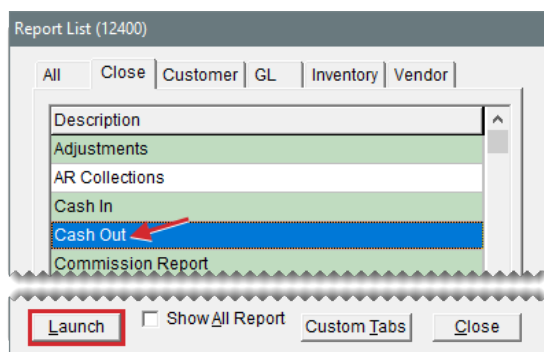 Report List (12400)
All Close Customer GL Inventory Vendor
Description
Adjustments
AR Collections
Cash In
Cash Out
Commission Report
Launch Show All Report Custom Tabs Close